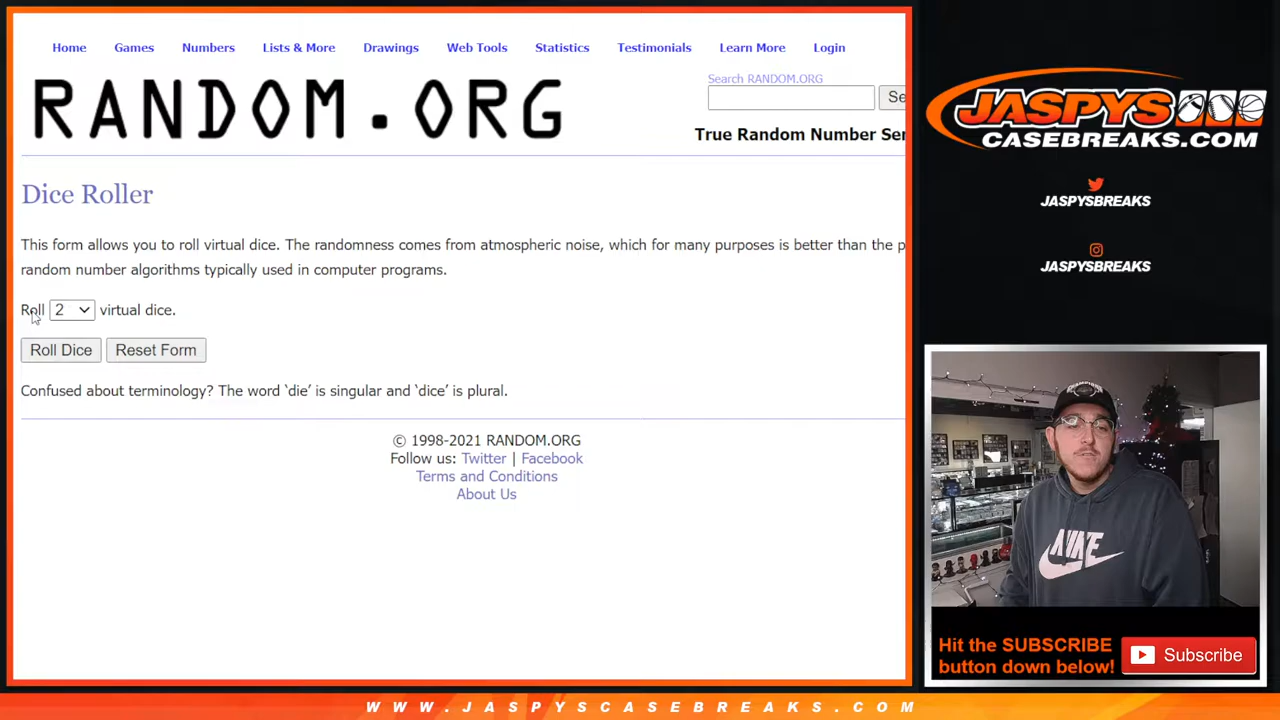 Home Games Numbers Lists & More Drawings Web Tools Statistics Testimonials Learn More Login
RANDOM.ORG
Search RANDOM.ORG
Se
True Random Number Ser
JASPYS
CASEBREAKS.COM
JASPYSBREAKS
JASPYSBREAKS
Dice Roller
This form allows you to roll virtual dice. The randomness comes from atmospheric noise, which for many purposes is better than the p
random number algorithms typically used in computer programs.
Roll 2 virtual dice.
Roll Dice Reset Form
Confused about terminology? The word ‘die’ is singular and ‘dice’ is plural.
© 1998-2021 RANDOM.ORG
Follow us: Twitter | Facebook
Terms and Conditions
About Us
NIKE
Hit the SUBSCRIBE
button down below!
Subscribe
WWW.JASPYSCASEBREAKS.COM